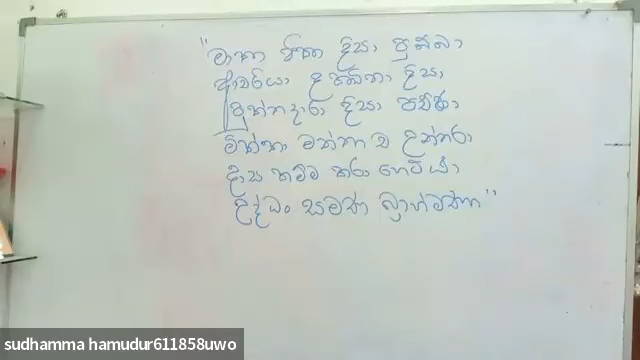 "මාතා පිතා දිසා පුබ්බා
ආචරියා දක්ඛිණා දිසා
පුත්තදාරා දිසා පච්ඡා
මිත්තා මච්චා ච උත්තරා
දාස කම්ම කරා හෙට්ඨා
උද්ධං සමණ බ්‍රාහ්මණා"
sudhamma hamudur611858uwo